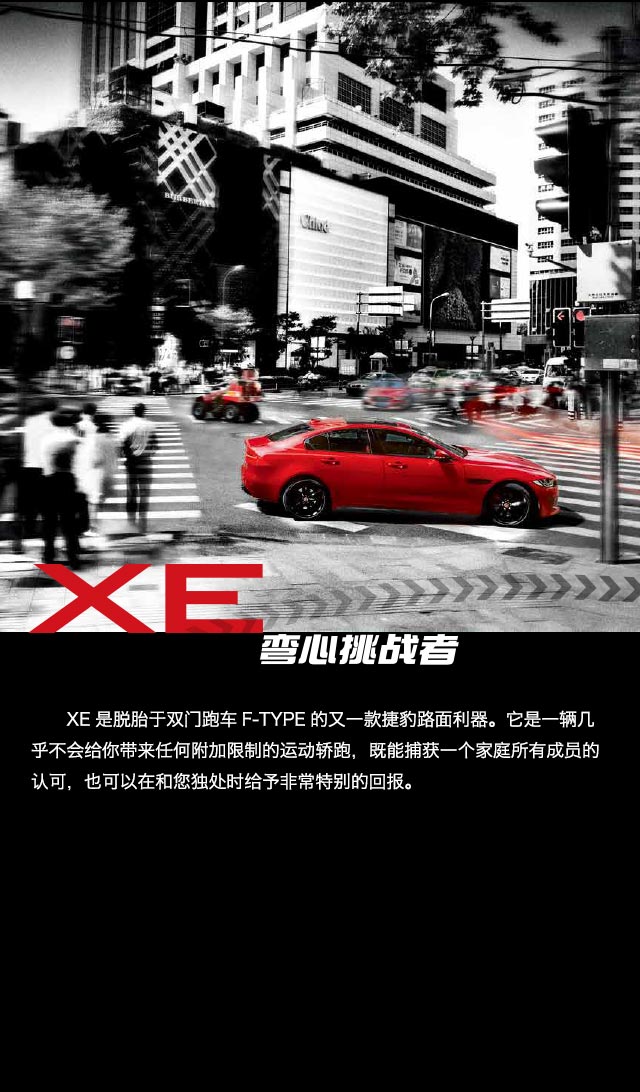 BURBERRY
Chloé
XE
弯心挑战者
XE 是脱胎于双门跑车 F-TYPE 的又一款捷豹路面利器。它是一辆几
乎不会给你带来任何附加限制的运动轿跑，既能捕获一个家庭所有成员的
认可，也可以在和您独处时给予非常特别的回报。